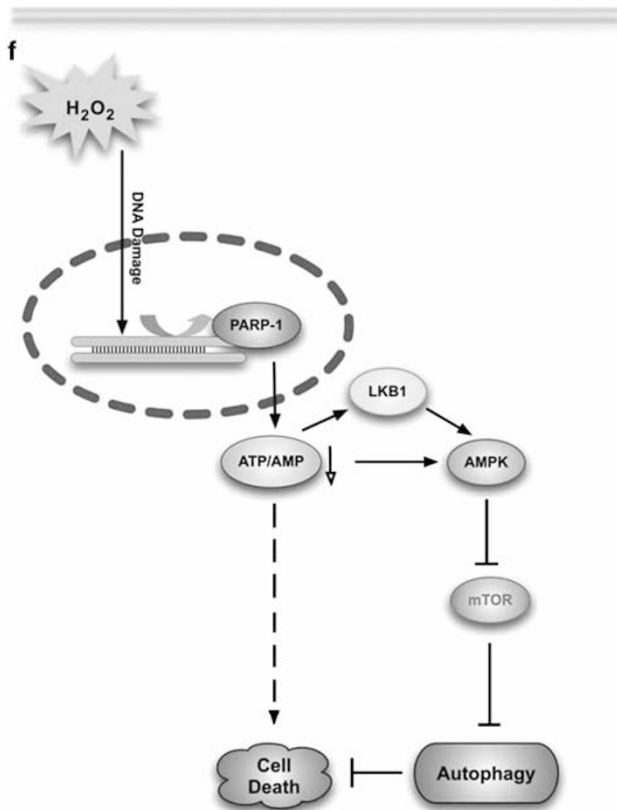 f
H₂O₂
DNA Damage
PARP-1
LKB1
ATP/AMP
AMPK
mTOR
Cell
Death
Autophagy